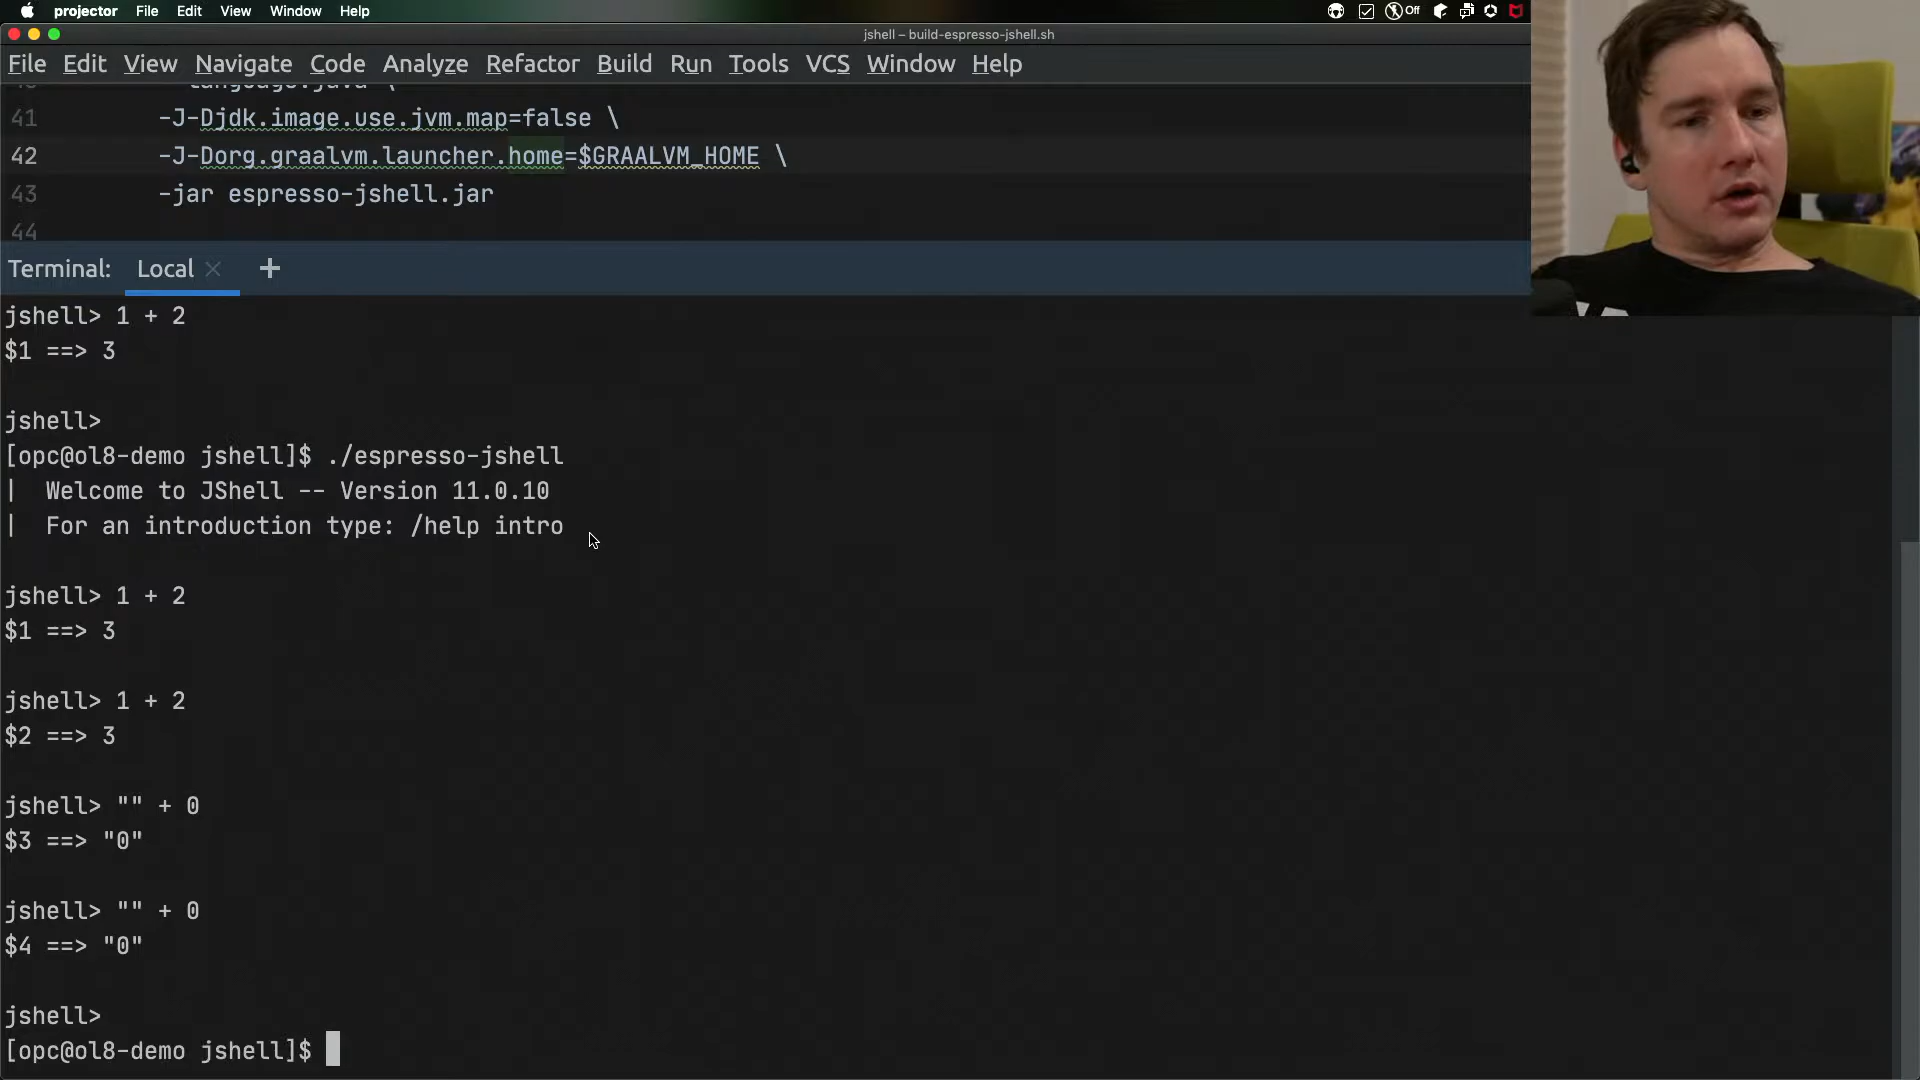 projector File Edit View Window Help
Off
jshell – build-espresso-jshell.sh
File Edit View Navigate Code Analyze Refactor Build Run Tools VCS Window Help
41 -J-Djdk.image.use.jvm.map=false \
42 -J-Dorg.graalvm.launcher.home=$GRAALVM_HOME \
43 -jar espresso-jshell.jar
44
Terminal: Local × +
jshell> 1 + 2
$1 ==> 3
jshell>
[opc@ol8-demo jshell]$ ./espresso-jshell
| Welcome to JShell -- Version 11.0.10
| For an introduction type: /help intro
jshell> 1 + 2
$1 ==> 3
jshell> 1 + 2
$2 ==> 3
jshell> "" + 0
$3 ==> "0"
jshell> "" + 0
$4 ==> "0"
jshell>
[opc@ol8-demo jshell]$